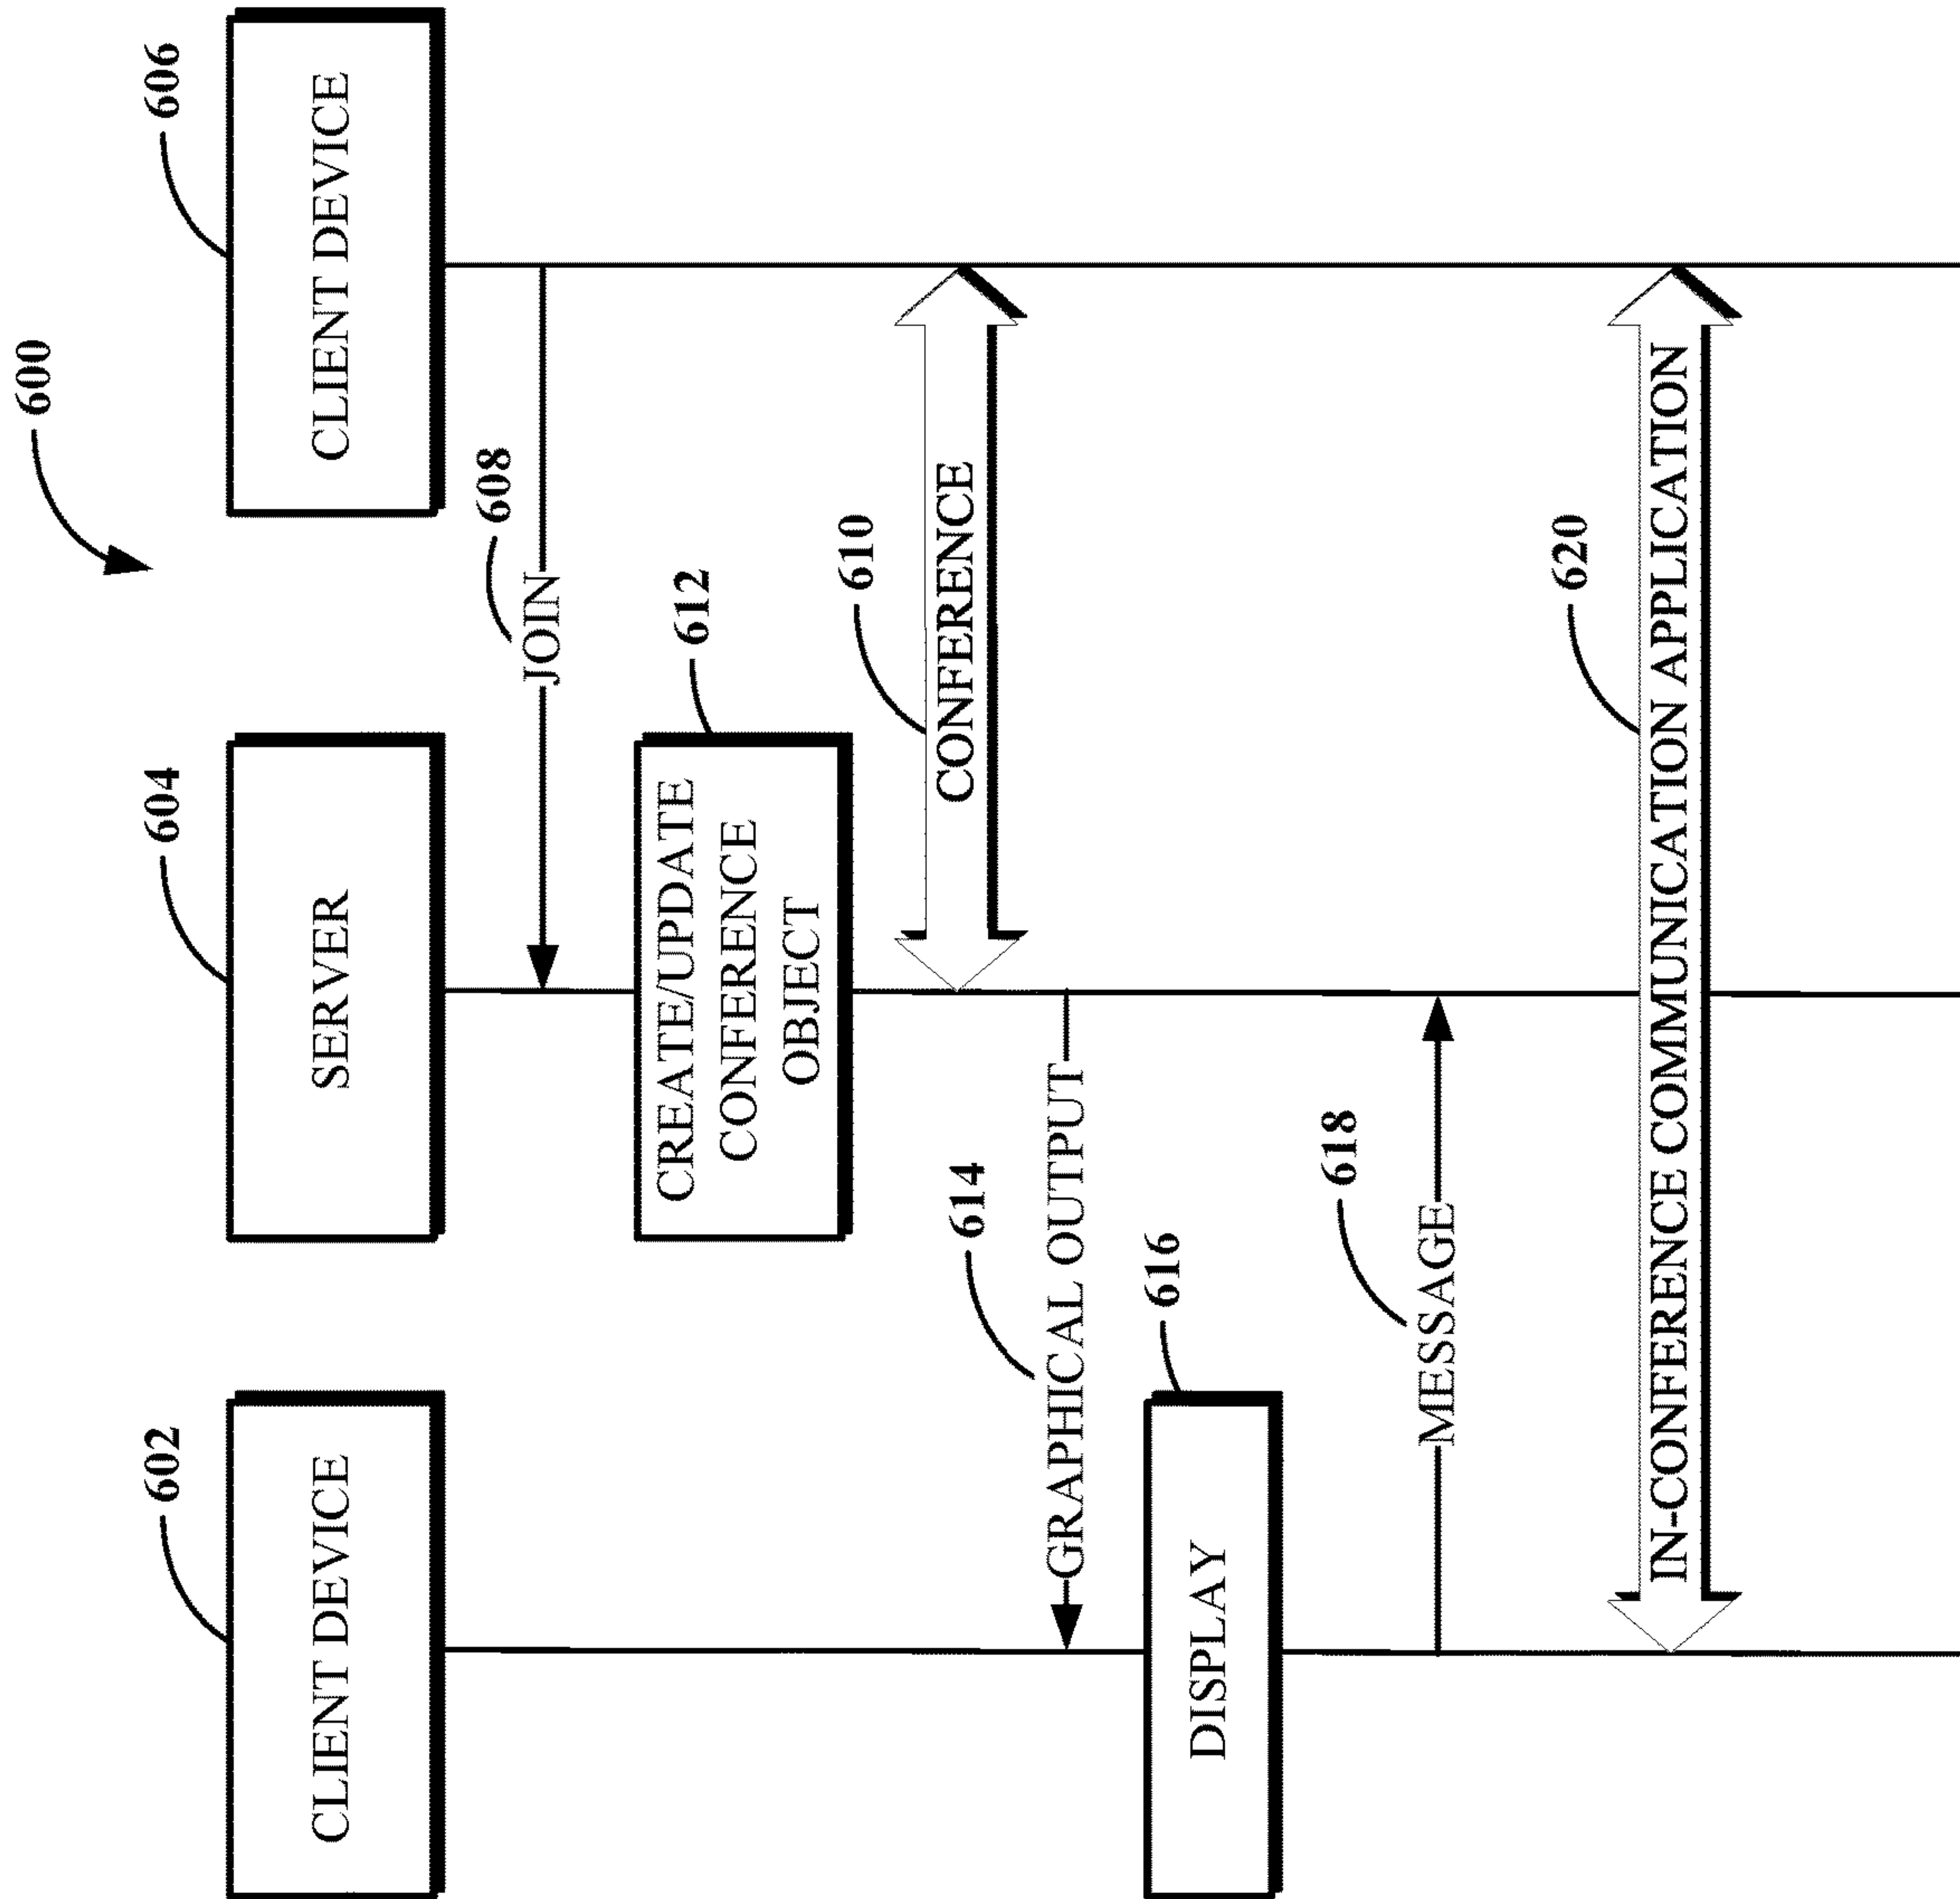 600
602
604
606
CLIENT DEVICE
SERVER
CLIENT DEVICE
608
JOIN
612
CREATE/UPDATE
CONFERENCE
OBJECT
610
CONFERENCE
614
GRAPHICAL OUTPUT
616
DISPLAY
618
MESSAGE
620
IN-CONFERENCE COMMUNICATION APPLICATION